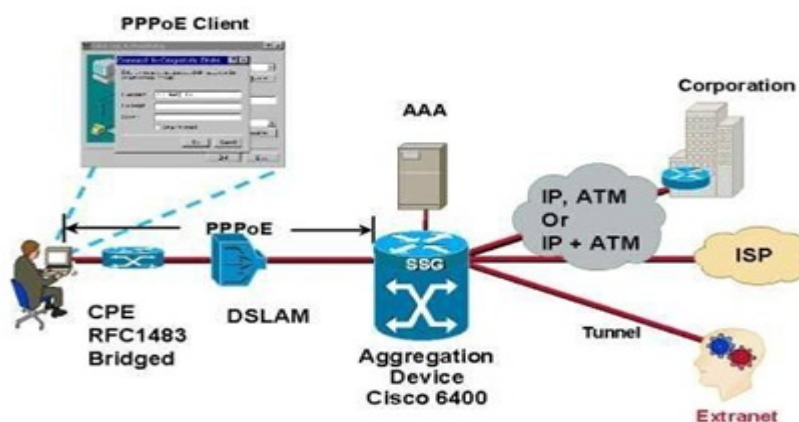 PPPoE Client
Corporation
AAA
IP, ATM
Or
IP + ATM
PPPoE
SSG
ISP
CPE
RFC1483
Bridged
DSLAM
Tunnel
Aggregation
Device
Cisco 6400
Extranet